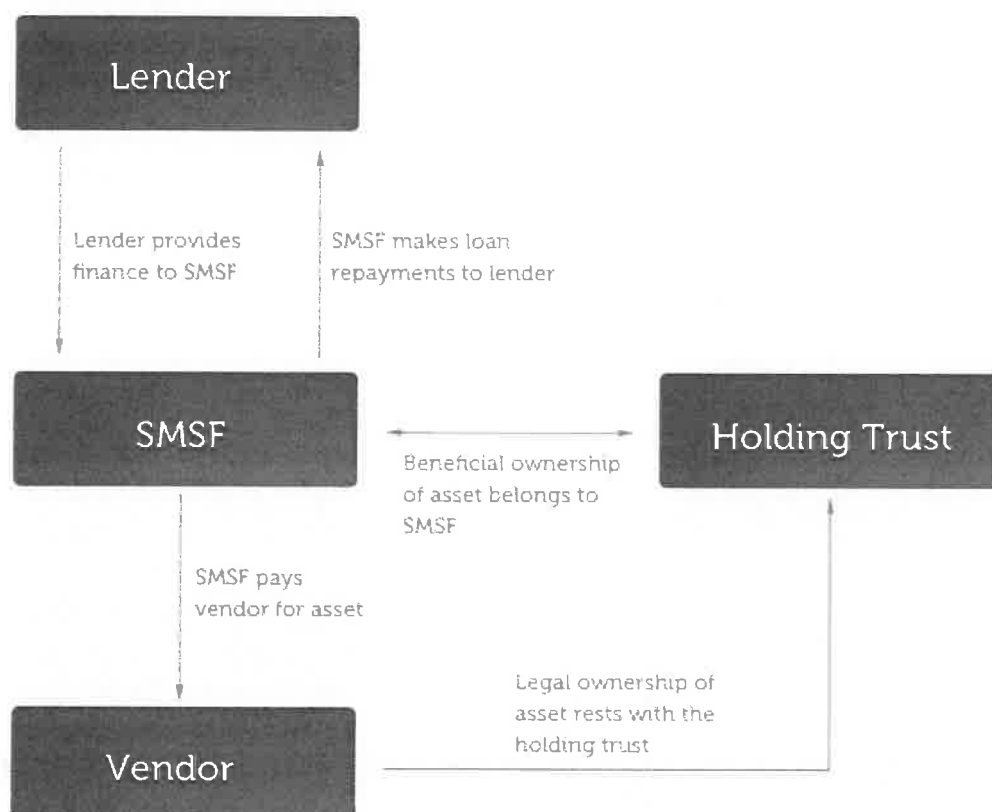 Lender
Lender provides
finance to SMSF
SMSF makes loan
repayments to lender
SMSF
Holding Trust
Beneficial ownership
of asset belongs to
SMSF
SMSF pays
vendor for asset
Legal ownership of
asset rests with the
holding trust
Vendor